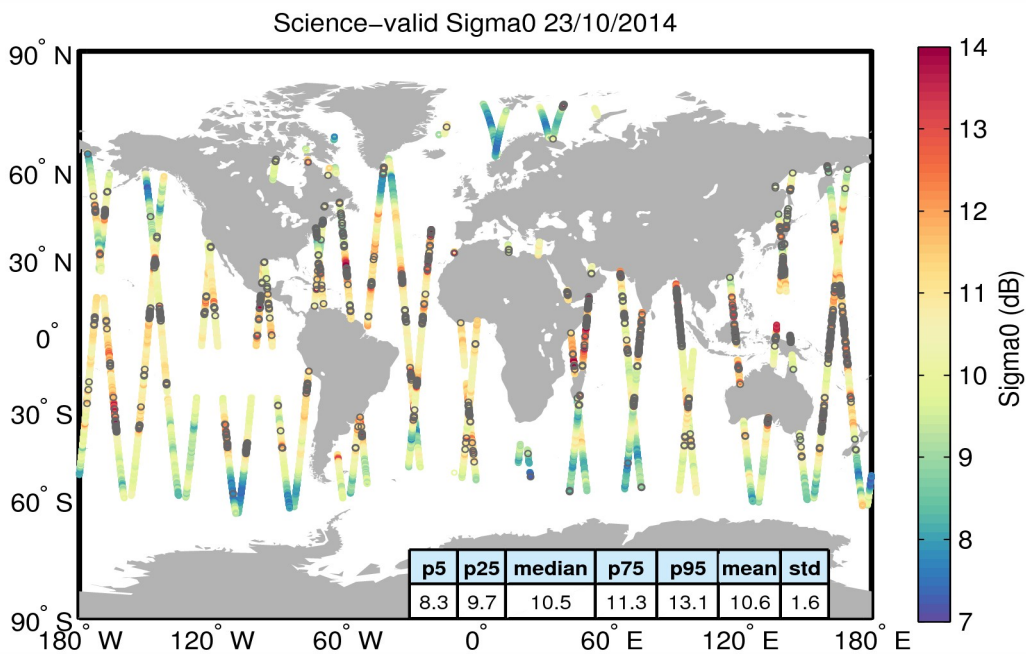 Science−valid Sigma0 23/10/2014
90° N
60° N
30° N
0°
30° S
60° S
90° S
180° W
120° W
60° W
0°
60° E
120° E
180° E
p5 p25 median p75 p95 mean std
8.3 9.7 10.5 11.3 13.1 10.6 1.6
14
13
12
11
10
9
8
7
Sigma0 (dB)